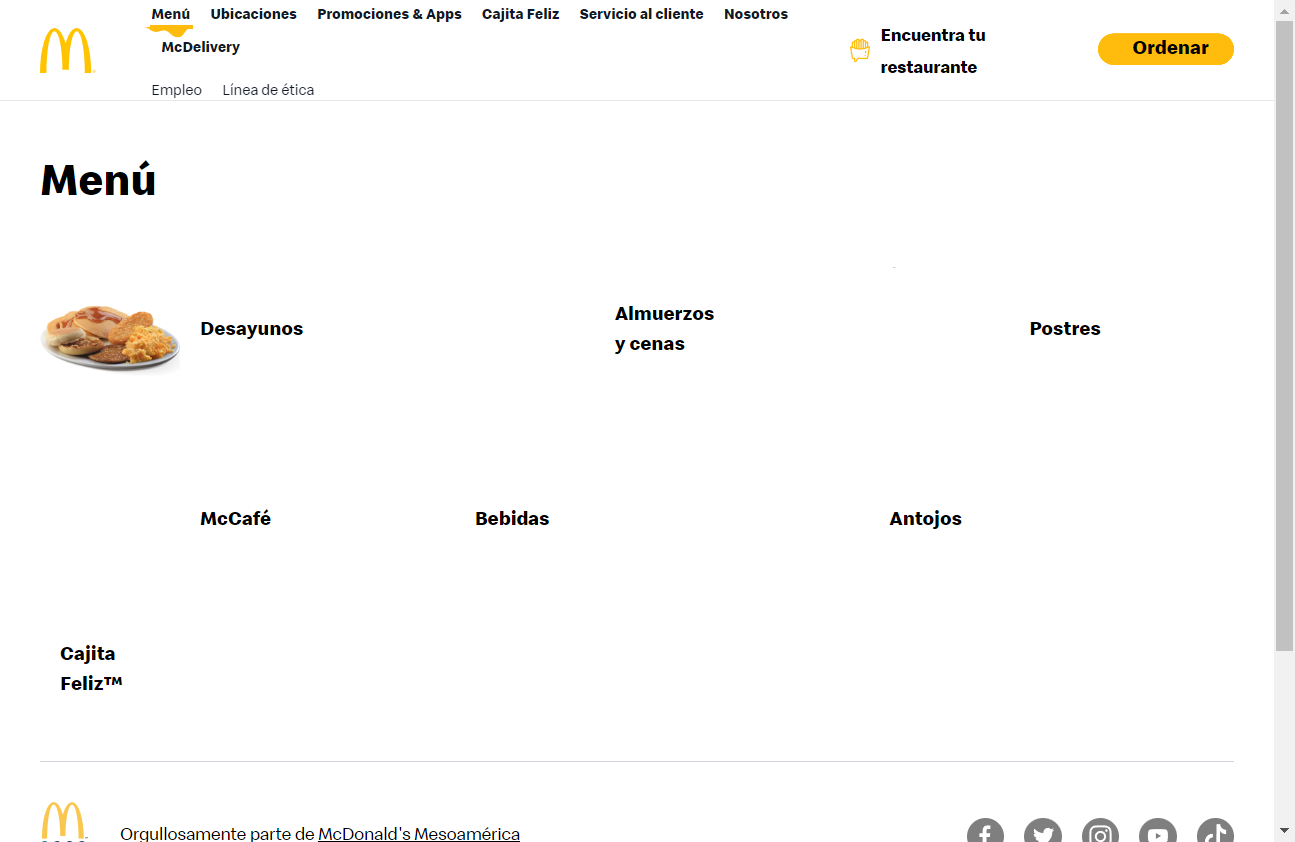 Menú Ubicaciones Promociones & Apps Cajita Feliz Servicio al cliente Nosotros
McDelivery
Encuentra tu
restaurante
Ordenar
Empleo Línea de ética
Menú
Desayunos
Almuerzos
y cenas
Postres
McCafé
Bebidas
Antojos
Cajita
Feliz™
Orgullosamente parte de McDonald's Mesoamérica